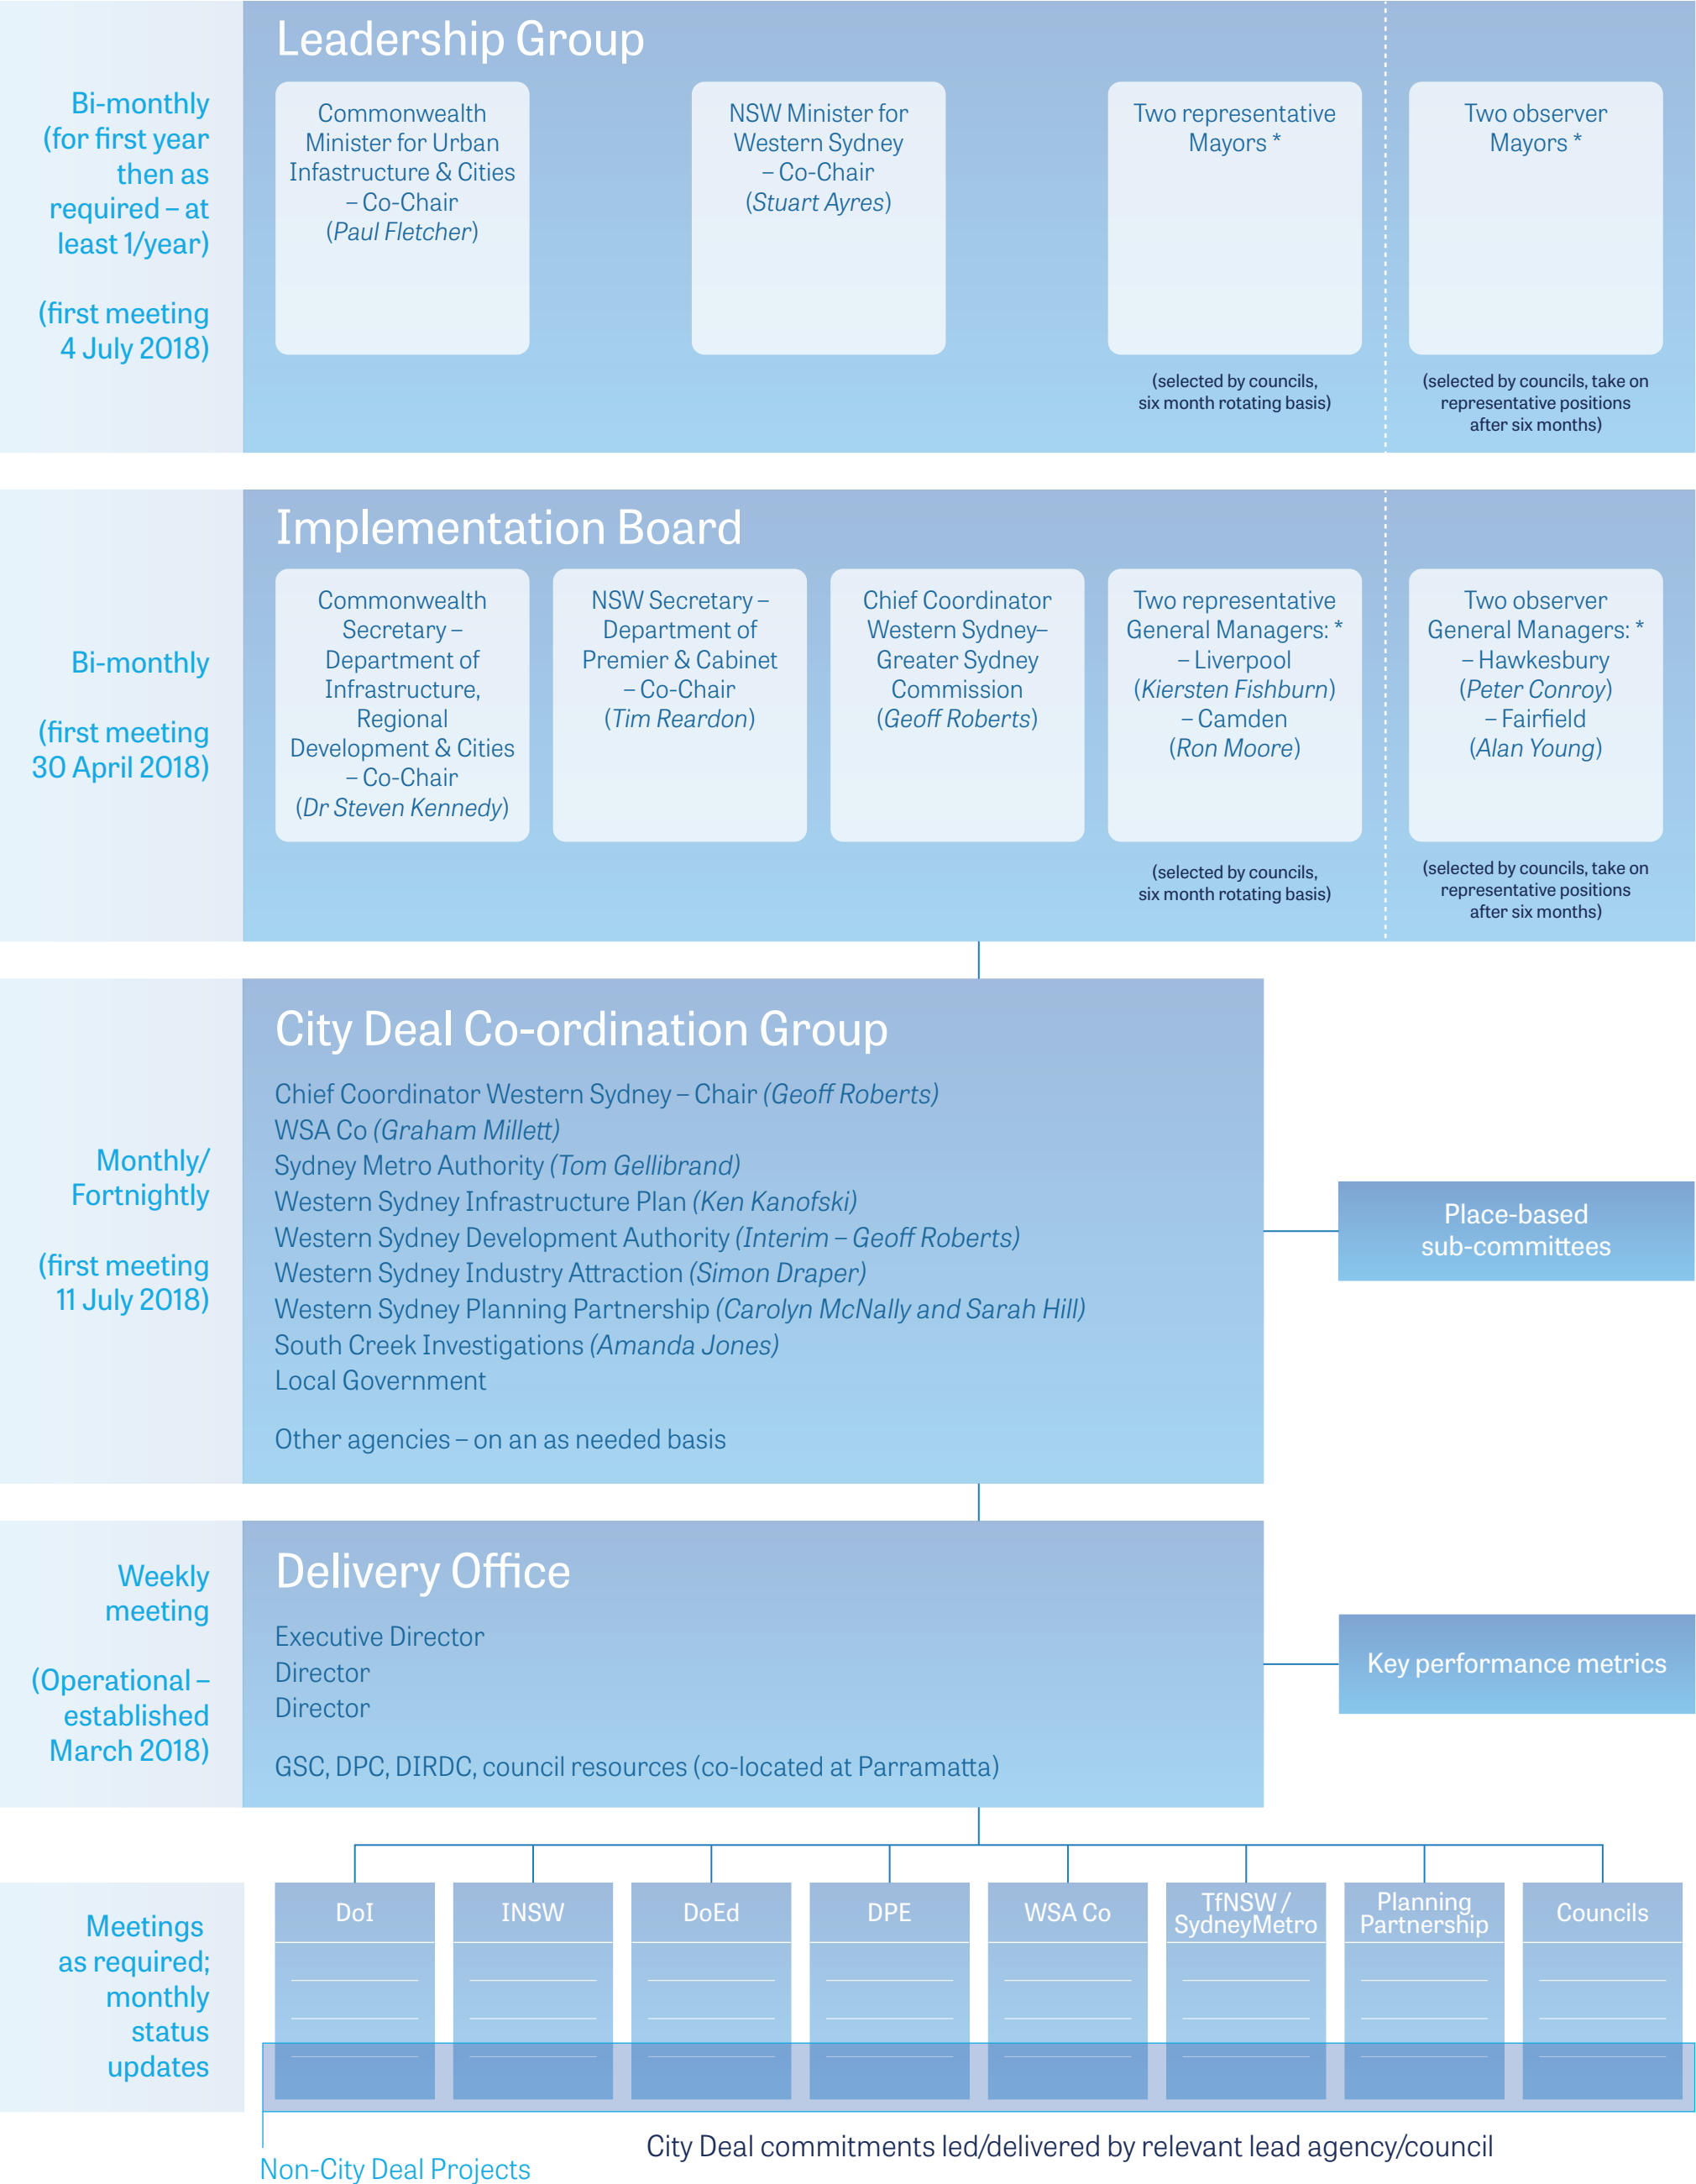 Leadership Group
Bi-monthly
(for first year
then as
required – at
least 1/year)
(first meeting
4 July 2018)
Commonwealth
Minister for Urban
Infastructure & Cities
– Co-Chair
(Paul Fletcher)
NSW Minister for
Western Sydney
– Co-Chair
(Stuart Ayres)
Two representative
Mayors *
(selected by councils,
six month rotating basis)
Two observer
Mayors *
(selected by councils, take on
representative positions
after six months)
Implementation Board
Bi-monthly
(first meeting
30 April 2018)
Commonwealth
Secretary –
Department of
Infrastructure,
Regional
Development & Cities
– Co-Chair
(Dr Steven Kennedy)
NSW Secretary –
Department of
Premier & Cabinet
– Co-Chair
(Tim Reardon)
Chief Coordinator
Western Sydney–
Greater Sydney
Commission
(Geoff Roberts)
Two representative
General Managers: *
– Liverpool
(Kiersten Fishburn)
– Camden
(Ron Moore)
(selected by councils,
six month rotating basis)
Two observer
General Managers: *
– Hawkesbury
(Peter Conroy)
– Fairfield
(Alan Young)
(selected by councils, take on
representative positions
after six months)
City Deal Co-ordination Group
Monthly/
Fortnightly
(first meeting
11 July 2018)
Chief Coordinator Western Sydney – Chair (Geoff Roberts)
WSA Co (Graham Millett)
Sydney Metro Authority (Tom Gellibrand)
Western Sydney Infrastructure Plan (Ken Kanofski)
Western Sydney Development Authority (Interim – Geoff Roberts)
Western Sydney Industry Attraction (Simon Draper)
Western Sydney Planning Partnership (Carolyn McNally and Sarah Hill)
South Creek Investigations (Amanda Jones)
Local Government
Other agencies – on an as needed basis
Place-based
sub-committees
Delivery Office
Weekly
meeting
(Operational –
established
March 2018)
Executive Director
Director
Director
GSC, DPC, DIRDC, council resources (co-located at Parramatta)
Key performance metrics
Meetings
as required;
monthly
status
updates
DoI
INSW
DoEd
DPE
WSA Co
TfNSW /
SydneyMetro
Planning
Partnership
Councils
City Deal commitments led/delivered by relevant lead agency/council
Non-City Deal Projects